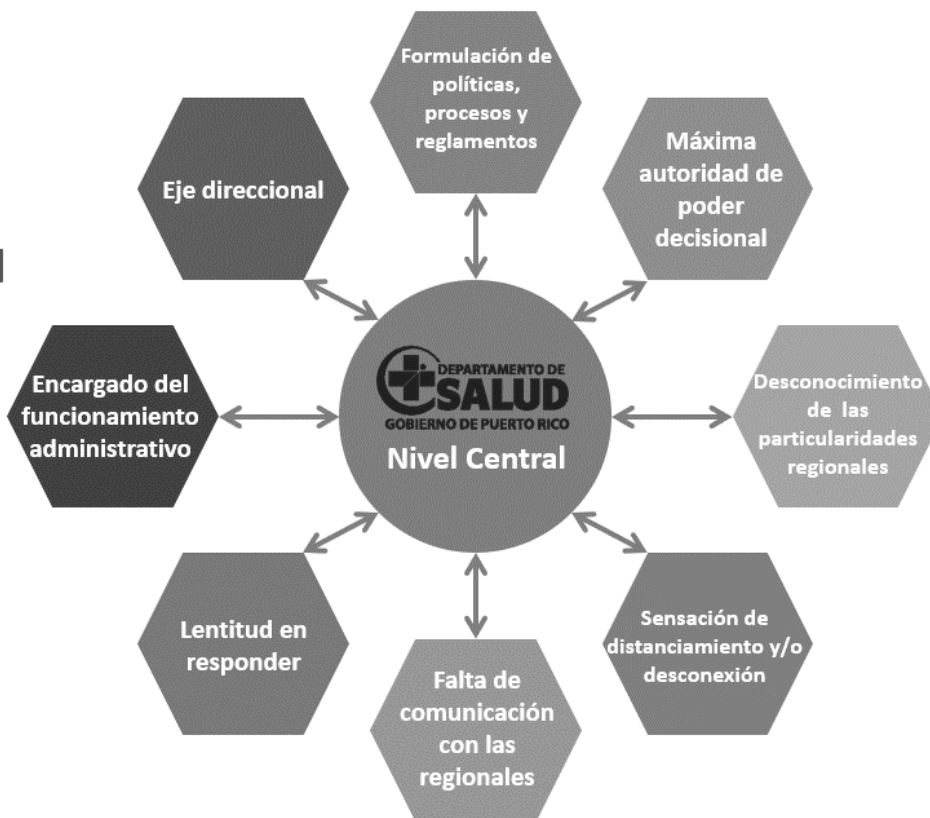 Formulación de
políticas,
procesos y
reglamentos
Máxima
autoridad de
poder
decisional
Desconocimiento
de las
particularidades
regionales
Sensación de
distanciamiento y/o
desconexión
Falta de
comunicación
con las
regionales
Lentitud en
responder
Encargado del
funcionamiento
administrativo
Eje direccional
DEPARTAMENTO DE
SALUD
GOBIERNO DE PUERTO RICO
Nivel Central